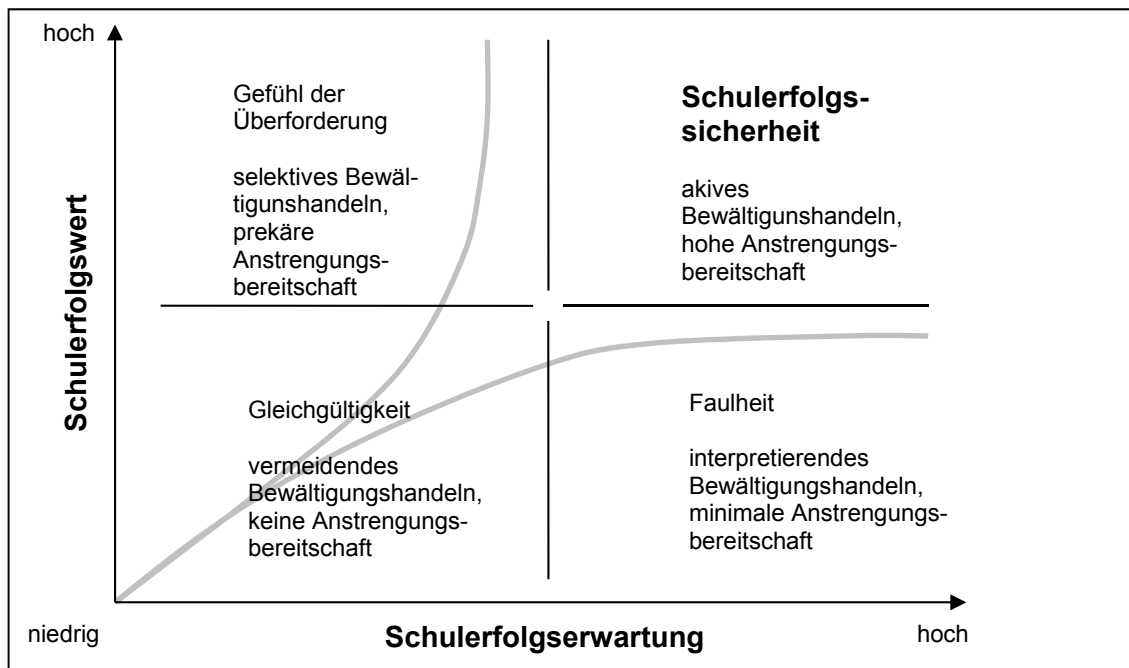 hoch
Gefühl der
Überforderung
selektives Bewäl-
tigunshandeln,
prekäre
Anstrengungs-
bereitschaft
Schulerfolgs-
sicherheit
akives
Bewältigunshandeln,
hohe Anstrengungs-
bereitschaft
Schulerfolgswert
Gleichgültigkeit
vermeidendes
Bewältigungshandeln,
keine Anstrengungs-
bereitschaft
Faulheit
interpretierendes
Bewältigungshandeln,
minimale Anstrengungs-
bereitschaft
niedrig
Schulerfolgserwartung
hoch